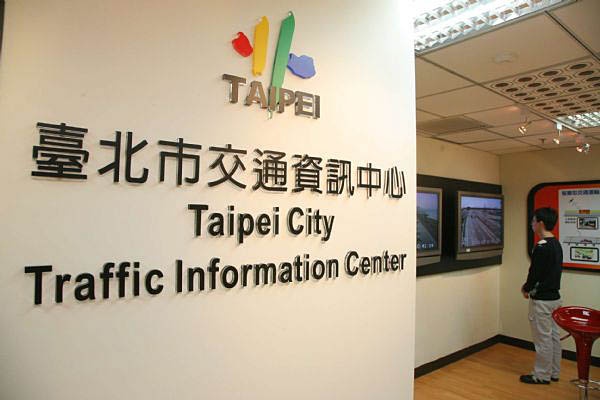 TAIPEI
臺北市交通資訊中心
Taipei City
Traffic Information Center